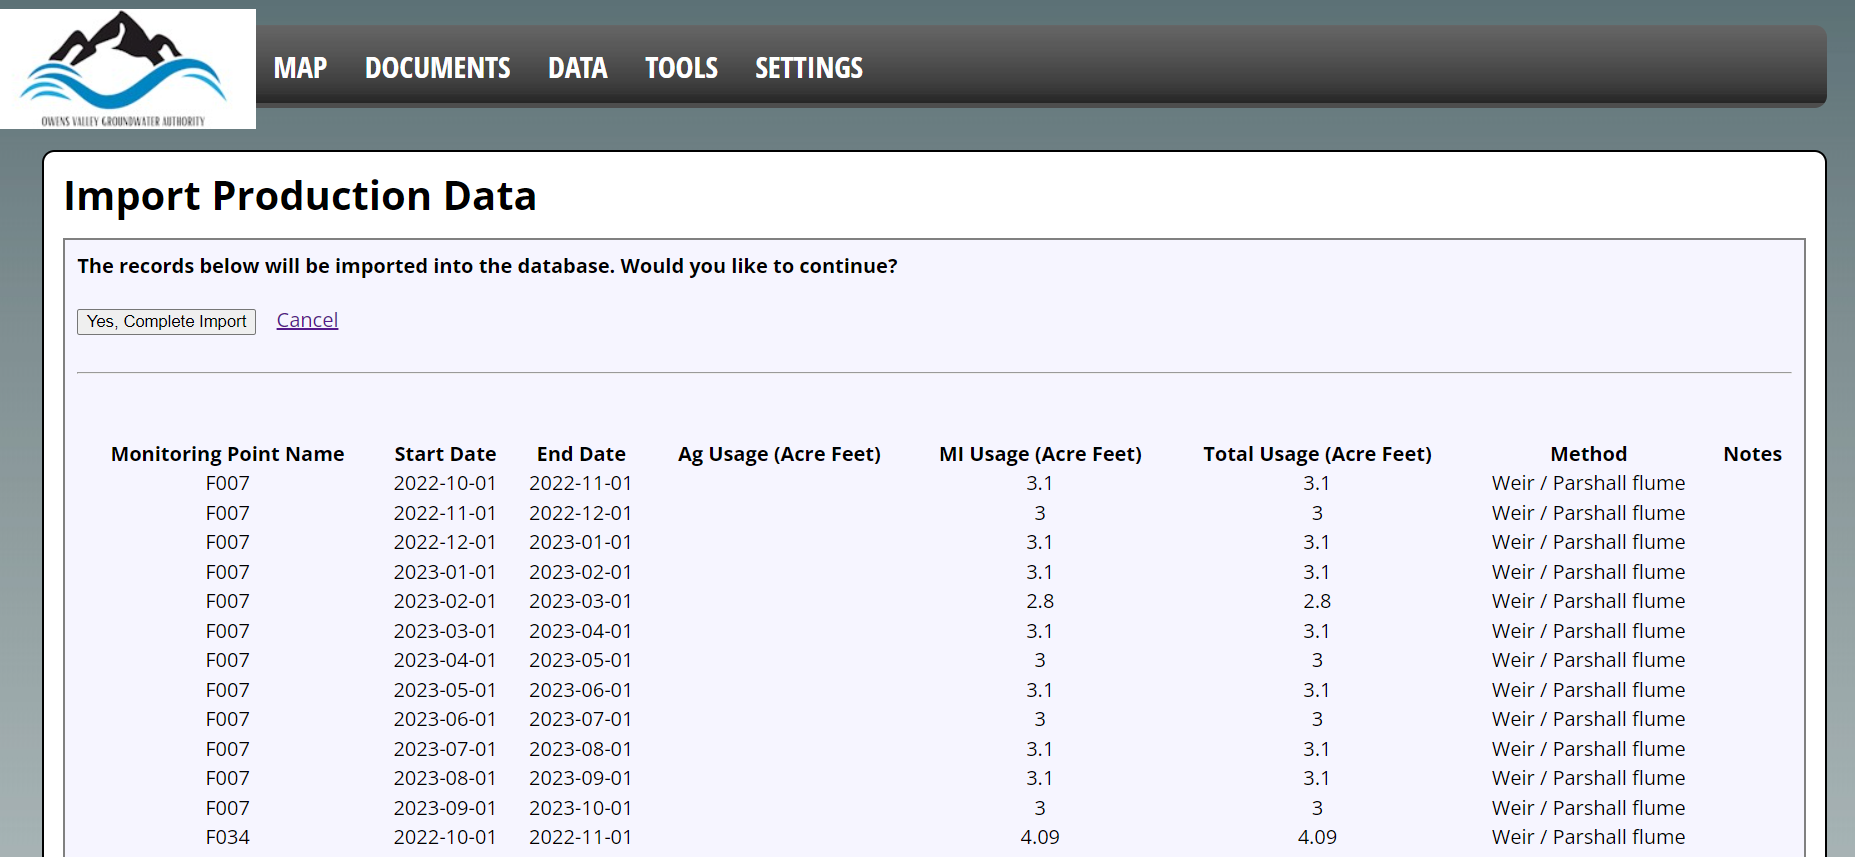 OWENS VALLEY GROUNDWATER AUTHORITY
MAP DOCUMENTS DATA TOOLS SETTINGS
Import Production Data
The records below will be imported into the database. Would you like to continue?
Yes, Complete Import Cancel
Monitoring Point Name Start Date End Date Ag Usage (Acre Feet) MI Usage (Acre Feet) Total Usage (Acre Feet) Method Notes
F007 2022-10-01 2022-11-01 3.1 3.1 Weir / Parshall flume
F007 2022-11-01 2022-12-01 3 3 Weir / Parshall flume
F007 2022-12-01 2023-01-01 3.1 3.1 Weir / Parshall flume
F007 2023-01-01 2023-02-01 3.1 3.1 Weir / Parshall flume
F007 2023-02-01 2023-03-01 2.8 2.8 Weir / Parshall flume
F007 2023-03-01 2023-04-01 3.1 3.1 Weir / Parshall flume
F007 2023-04-01 2023-05-01 3 3 Weir / Parshall flume
F007 2023-05-01 2023-06-01 3.1 3.1 Weir / Parshall flume
F007 2023-06-01 2023-07-01 3 3 Weir / Parshall flume
F007 2023-07-01 2023-08-01 3.1 3.1 Weir / Parshall flume
F007 2023-08-01 2023-09-01 3.1 3.1 Weir / Parshall flume
F007 2023-09-01 2023-10-01 3 3 Weir / Parshall flume
F034 2022-10-01 2022-11-01 4.09 4.09 Weir / Parshall flume